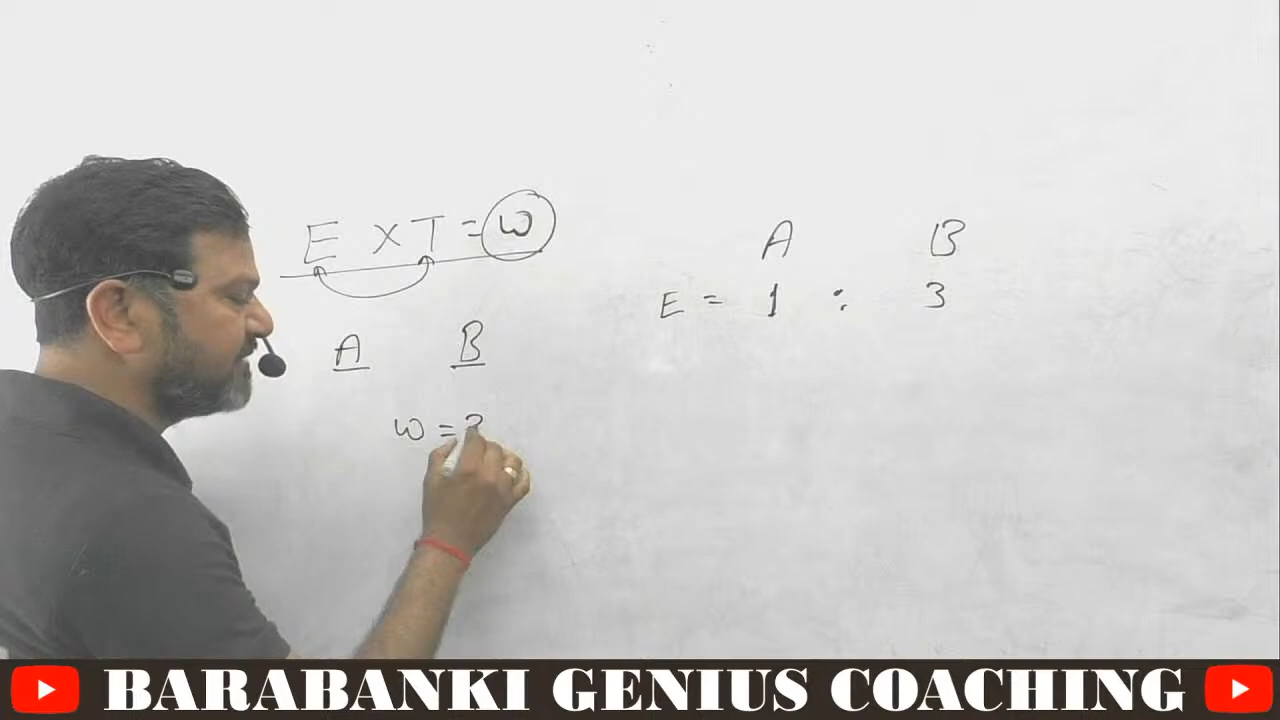 E × T = W
A B
W =
A B
E = 1 : 3
BARABANKI GENIUS COACHING